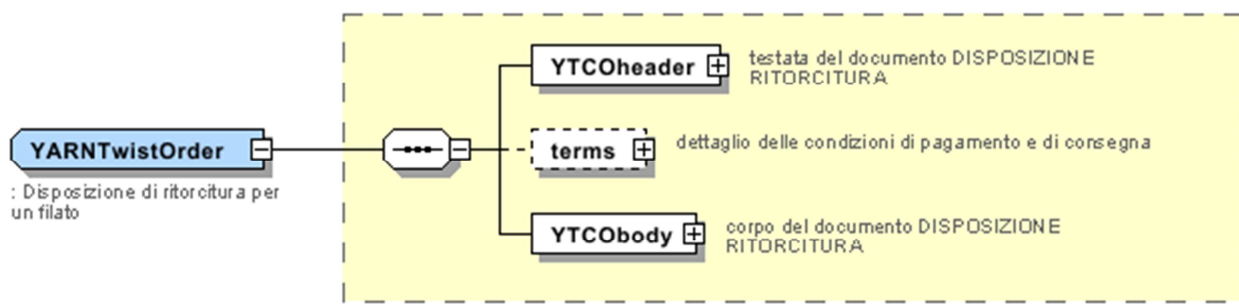 YTCOheader
testata del documento DISPOSIZIONE
RITORCITURA
YARNTwistOrder
: Disposizione di ritorcitura per
un filato
terms
dettaglio delle condizioni di pagamento e di consegna
YTCObody
corpo del documento DISPOSIZIONE
RITORCITURA